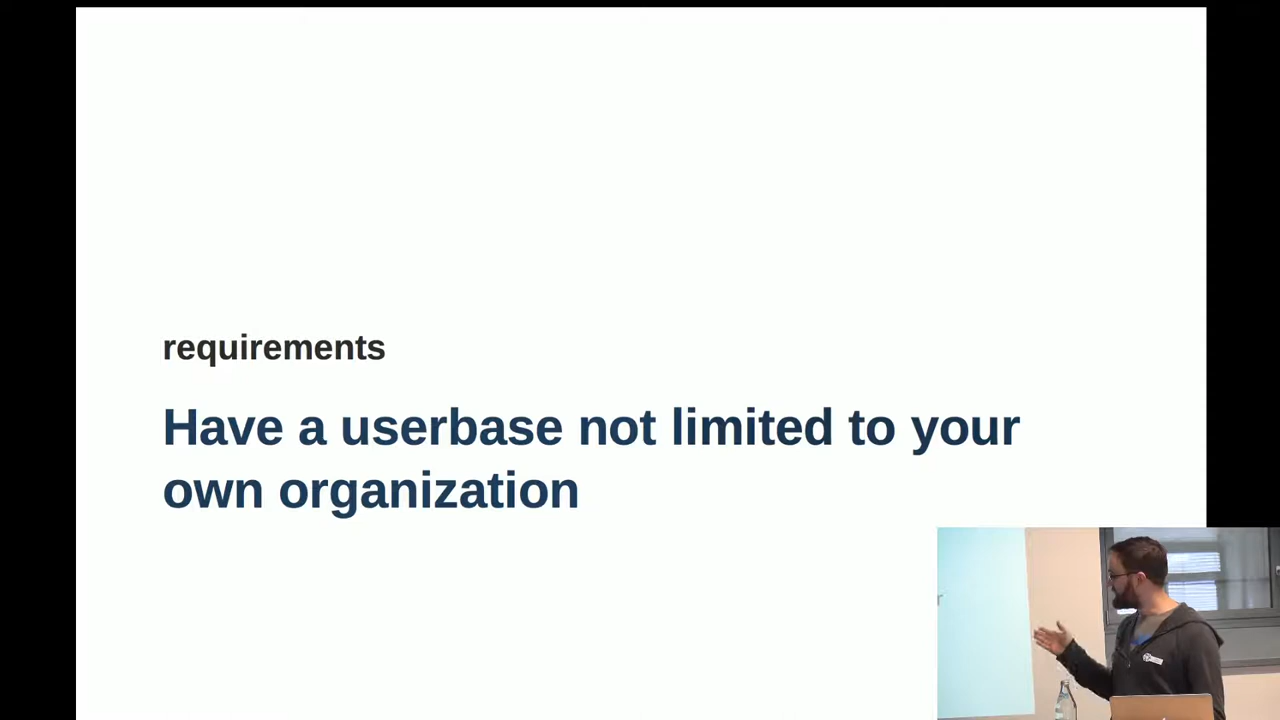 requirements
Have a userbase not limited to your
own organization